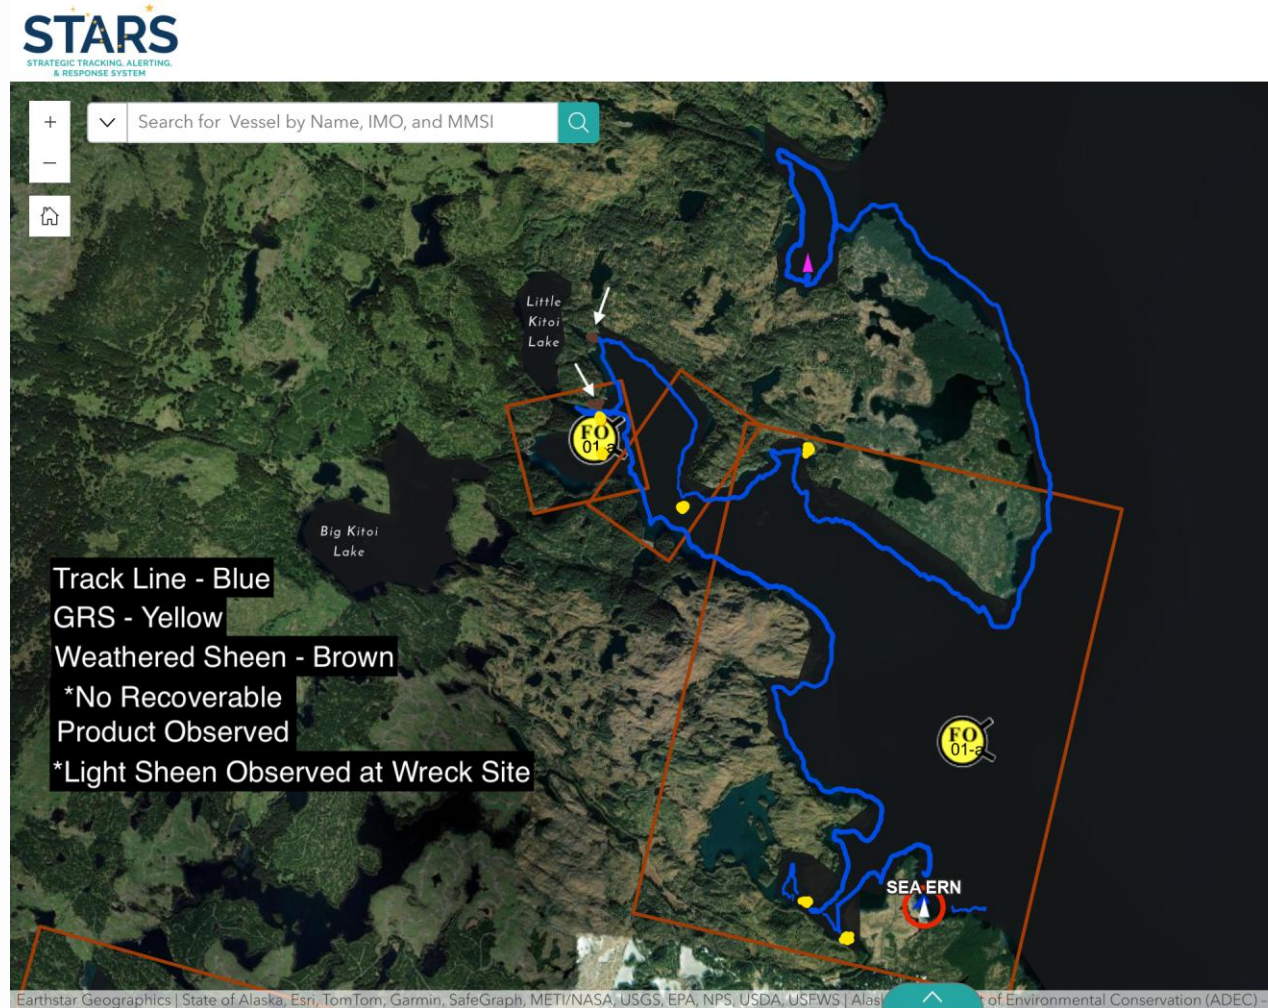 STARS
STRATEGIC TRACKING, ALERTING,
& RESPONSE SYSTEM
+
Search for Vessel by Name, IMO, and MMSI
–
Little
Kitoi
Lake
FO
01-a
Big Kitoi
Lake
Track Line - Blue
GRS - Yellow
Weathered Sheen - Brown
*No Recoverable
Product Observed
*Light Sheen Observed at Wreck Site
FO
01-a
SEA ERN
Earthstar Geographics | State of Alaska, Esri, TomTom, Garmin, SafeGraph, METI/NASA, USGS, EPA, NPS, USDA, USFWS | of Environmental Conservation (ADEC)